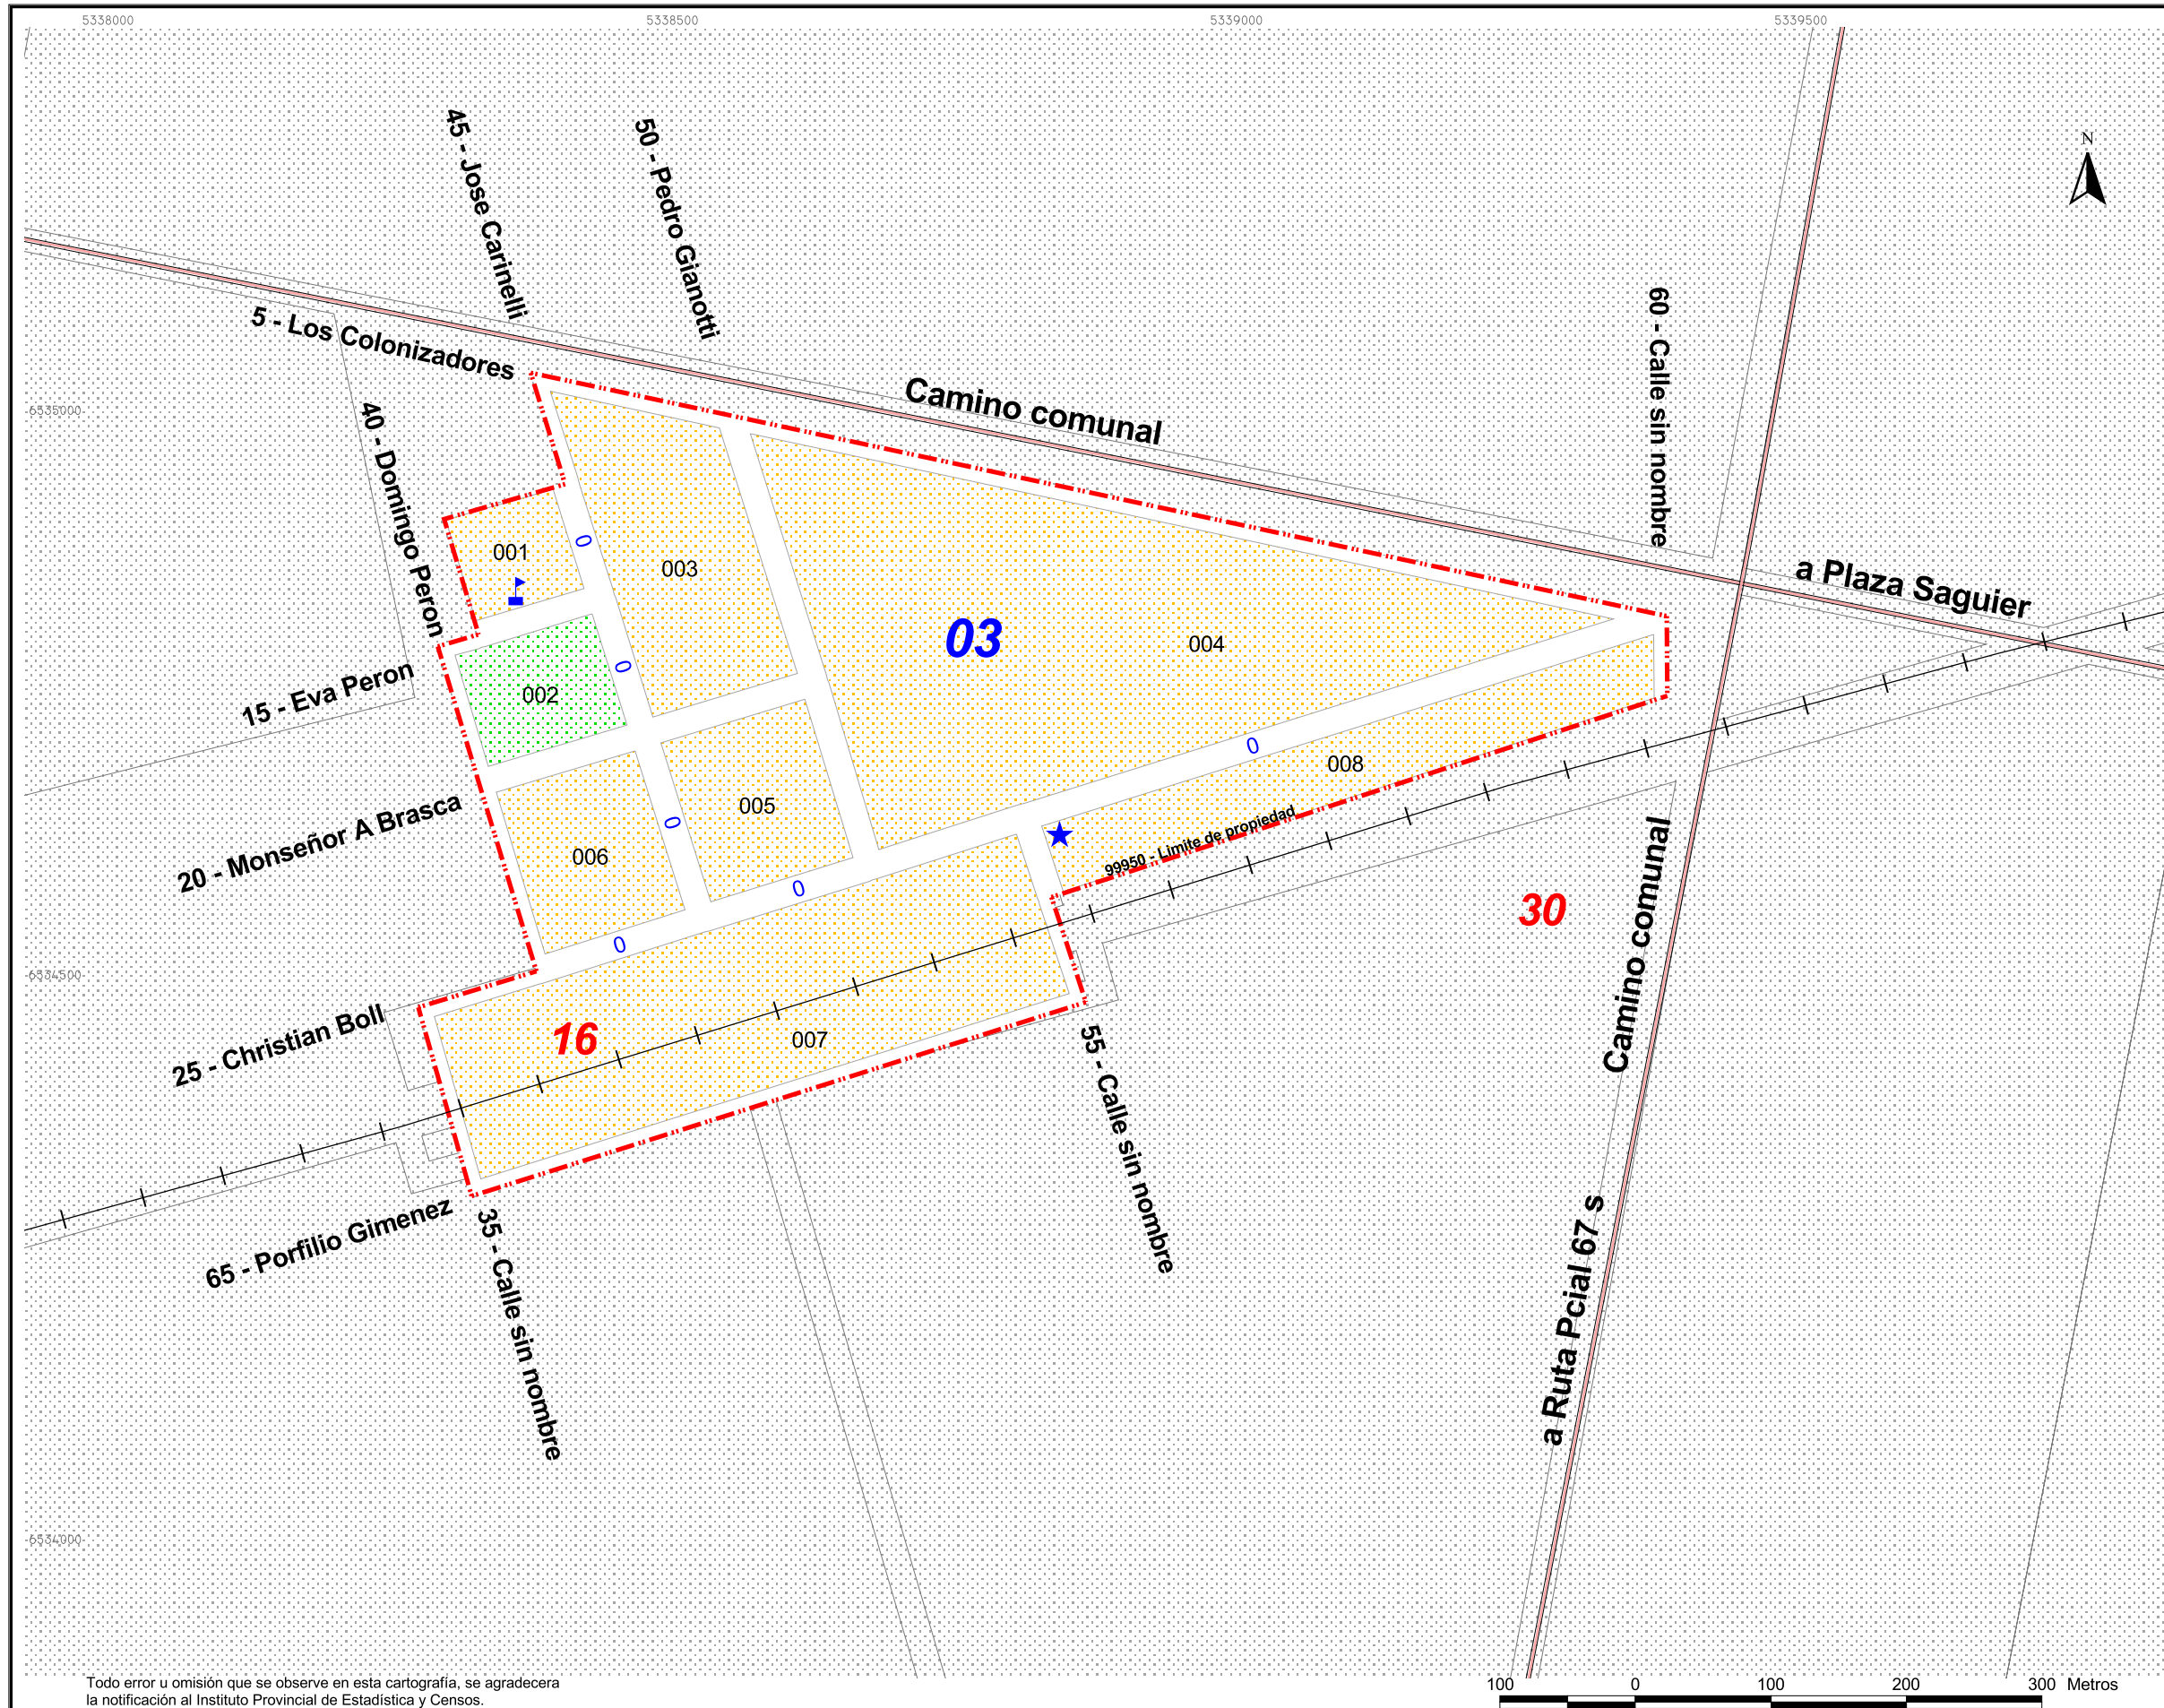 5338000
5338500
5339000
5339500
N
45 - Jose Carinelli
50 - Pedro Gianotti
60 - Calle sin nombre
5 - Los Colonizadores
Camino comunal
6535000
40 - Domingo Peron
a Plaza Saguier
001
0
003
03
004
15 - Eva Peron
002
0
0
008
20 - Monseñor A Brasca
005
0
006
99950 - Limite de propiedad
0
30
Camino comunal
0
6534500
25 - Christian Boll
16
007
55 - Calle sin nombre
65 - Porfilio Gimenez
35 - Calle sin nombre
a Ruta Pcial 67 s
6534000
Todo error u omisión que se observe en esta cartografía, se agradecera
la notificación al Instituto Provincial de Estadística y Censos.
100 0 100 200 300 Metros